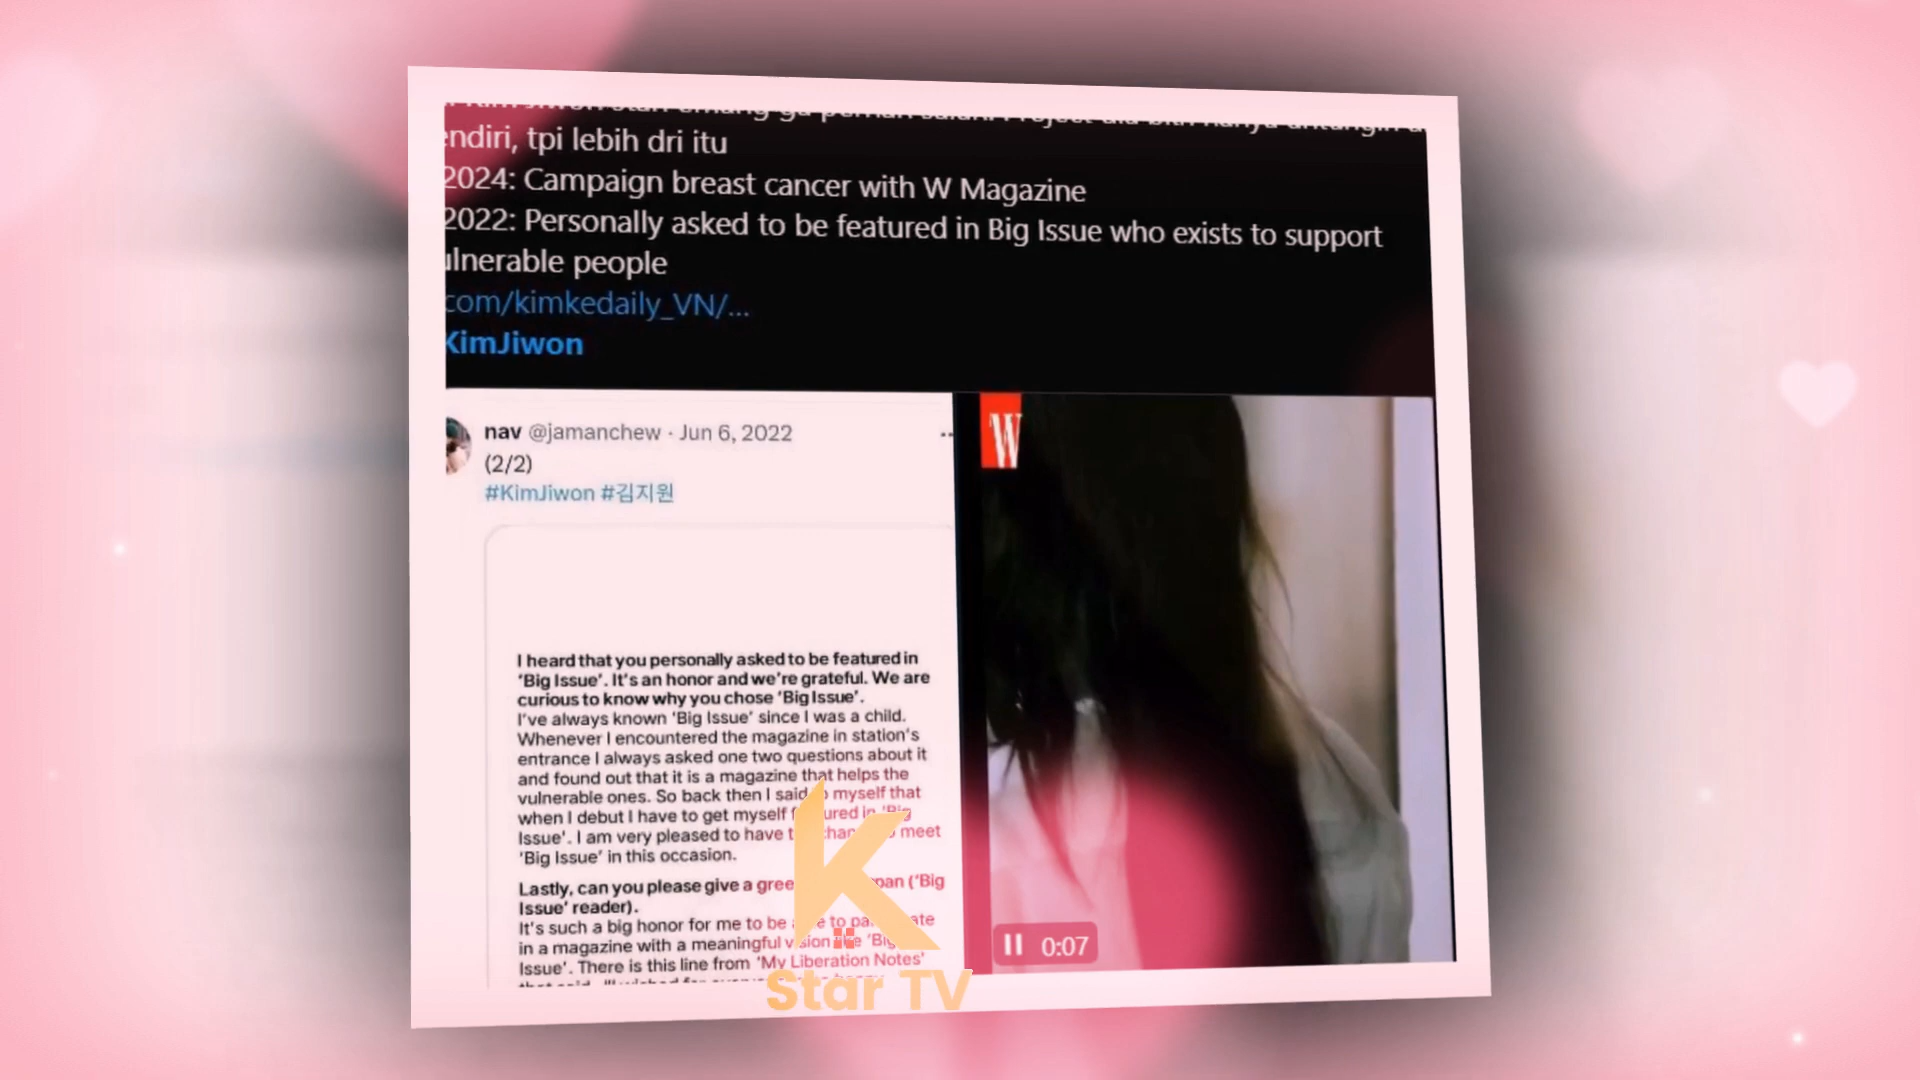 endiri, tpi lebih dri itu
2024: Campaign breast cancer with W Magazine
2022: Personally asked to be featured in Big Issue who exists to support
ulnerable people
com/kimkedaily_VN/...
KimJiwon
nav @jamanchew · Jun 6, 2022
(2/2)
#KimJiwon #김지원
I heard that you personally asked to be featured in
'Big Issue'. It's an honor and we're grateful. We are
curious to know why you chose 'Big Issue'.
I've always known 'Big Issue' since I was a child.
Whenever I encountered the magazine in station's
entrance I always asked one two questions about it
and found out that it is a magazine that helps the
vulnerable ones. So back then I said myself that
when I debut I have to get myself 'Big
Issue'. I am very pleased to have meet
'Big Issue' in this occasion.
Lastly, can you please give a ('Big
Issue' reader).
It's such a big honor for me to be to
in a magazine with a meaningful
Issue'. There is this line from 'My Liberation Notes'
W
0:07
K
Star TV